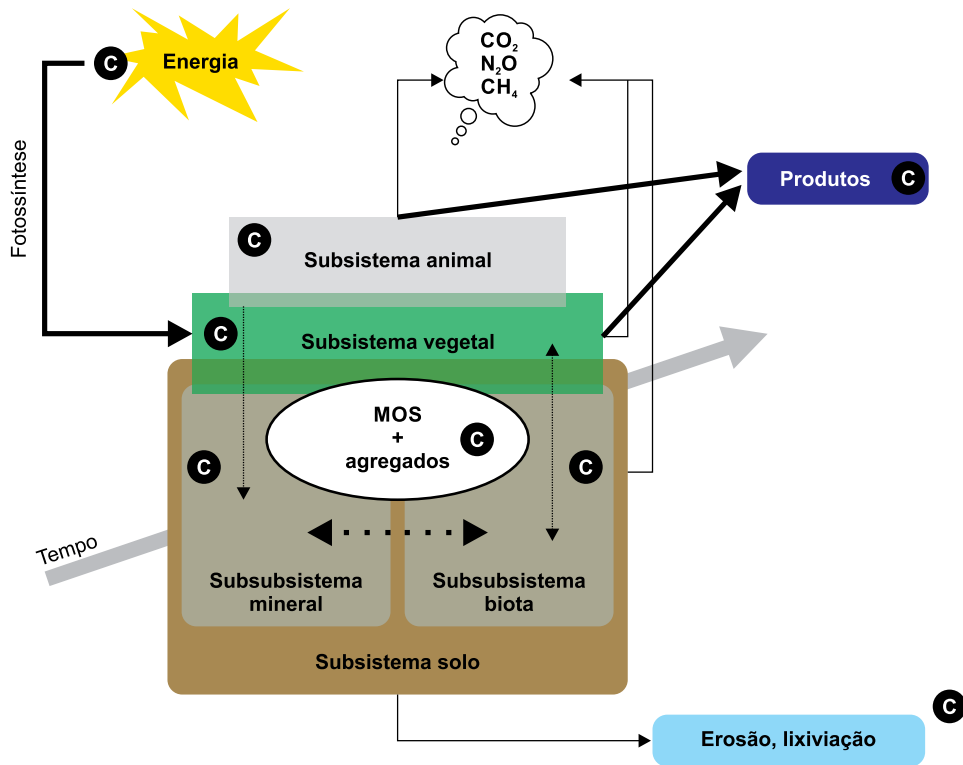 C
Energia
CO2
N2O
CH4
Fotossíntese
Produtos
C
C
Subsistema animal
C
Subsistema vegetal
MOS
+
agregados
C
C
C
Tempo
Subsubsistema
mineral
Subsubsistema
biota
Subsistema solo
C
Erosão, lixiviação